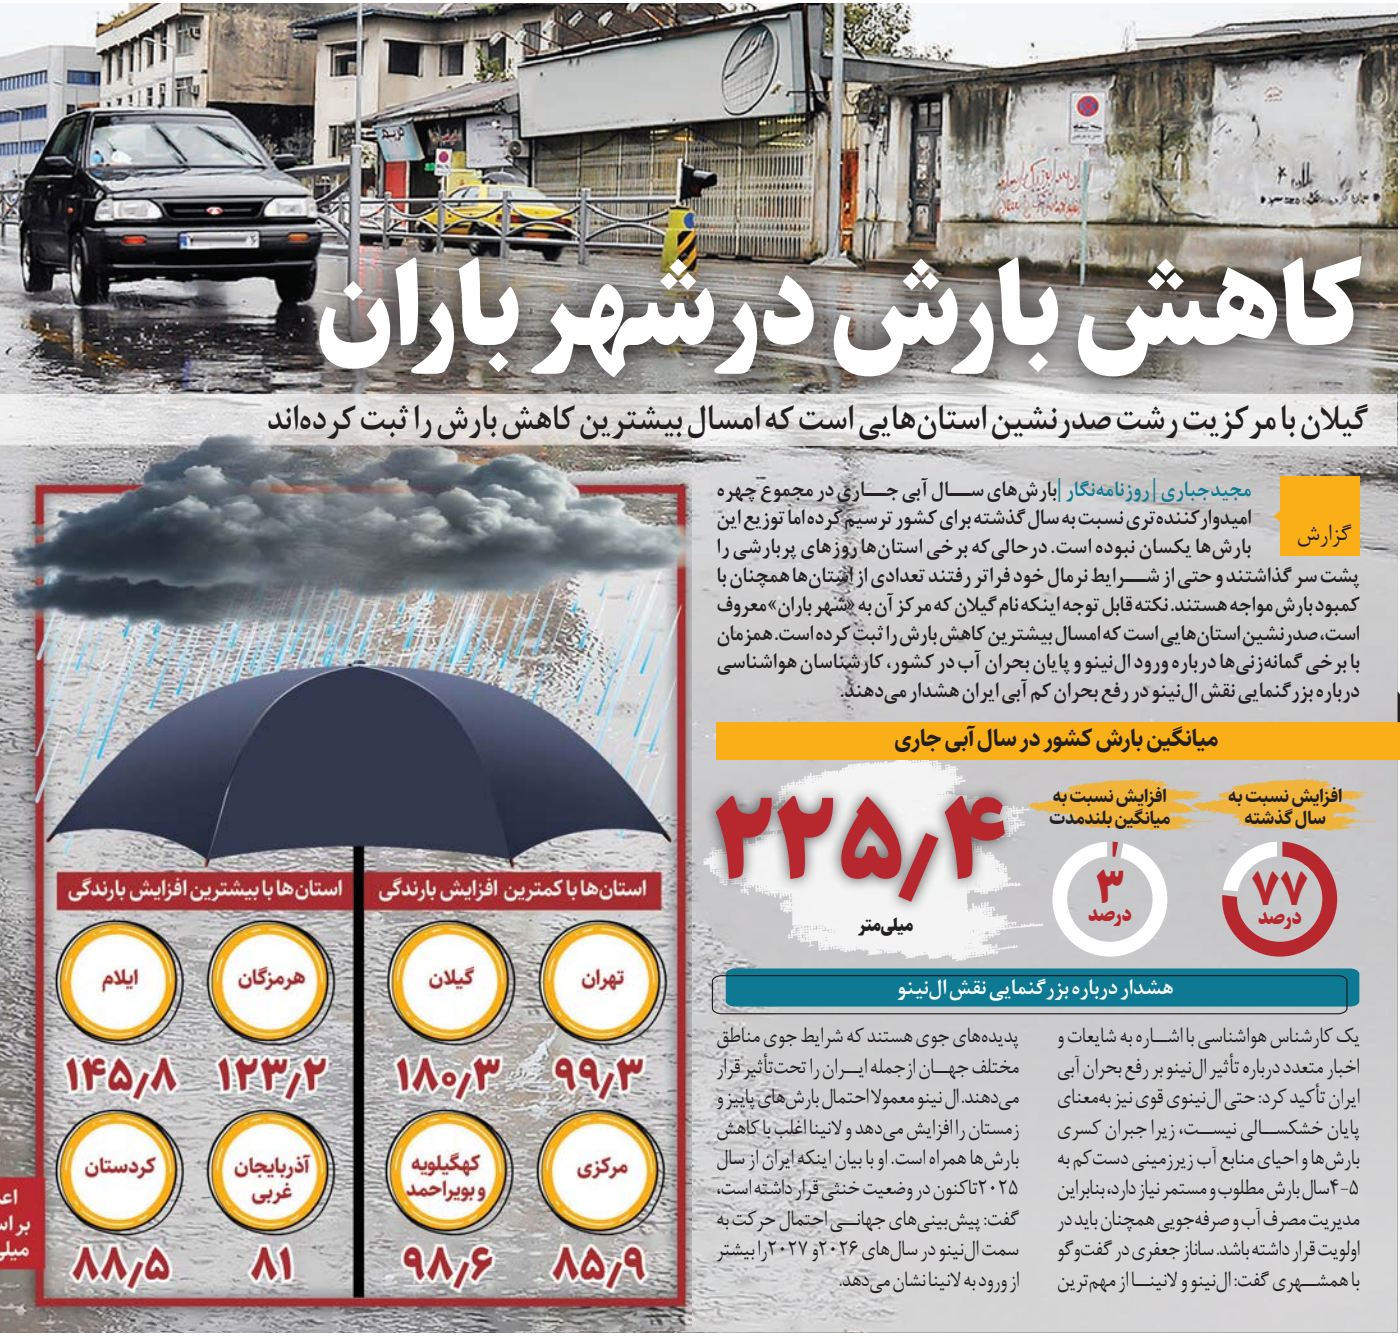 کاهش بارش در شهر باران
گیلان با مرکزیت رشت صدرنشین استان‌هایی است که امسال بیشترین کاهش بارش را ثبت کرده‌اند
گزارش
مجیدجباری | روزنامه‌نگار | بارش‌های ســـال آبی جـــاری در مجموع چهره
امیدوارکننده‌تری نسبت به سال گذشته برای کشور ترسیم کرده اما توزیع این
بارش‌ها یکسان نبوده است. در حالی که برخی استان‌ها روزهای پربارشی را
پشت سر گذاشتند و حتی از شـــرایط نرمال خود فراتر رفتند تعدادی از استان‌ها همچنان با
کمبود بارش مواجه هستند. نکته قابل توجه اینکه نام گیلان که مرکز آن به «شهر باران» معروف
است، صدرنشین استان‌هایی است که امسال بیشترین کاهش بارش را ثبت کرده است. همزمان
با برخی گمانه‌زنی‌ها درباره ورود ال‌نینو و پایان بحران آب در کشور، کارشناسان هواشناسی
درباره بزرگنمایی نقش ال‌نینو در رفع بحران کم آبی ایران هشدار می‌دهند.
میانگین بارش کشور در سال آبی جاری
افزایش نسبت به
سال گذشته
۷۷
درصد
افزایش نسبت به
میانگین بلندمدت
۳
درصد
۲۲۵٫۴
میلی‌متر
هشدار درباره بزرگنمایی نقش ال‌نینو
یک کارشناس هواشناسی با اشـــاره به شایعات و
اخبار متعدد درباره تأثیر ال‌نینو بر رفع بحران آبی
ایران تأکید کرد: حتی ال‌نینوی قوی نیز به‌معنای
پایان خشکســـالی نیســـت، زیرا جبران کسری
بارش‌ها و احیای منابع آب زیرزمینی دست‌کم به
۴-۵سال بارش مطلوب و مستمر نیاز دارد، بنابراین
مدیریت مصرف آب و صرفه‌جویی همچنان باید در
اولویت قرار داشته باشد. ساناز جعفری در گفت‌وگو
با همشـــهری گفت: ال‌نینو و لانینـــا از مهم‌ترین
پدیده‌های جوی هستند که شرایط جوی مناطق
مختلف جهـــان ازجمله ایـــران را تحت‌تأثیر قرار
می‌دهند. ال نینو معمولا احتمال بارش‌های پاییز و
زمستان را افزایش می‌دهد و لانینا اغلب با کاهش
بارش‌ها همراه است. او با بیان اینکه ایران از سال
۲۰۲۵ تاکنون در وضعیت خنثی قرار داشته است،
گفت: پیش‌بینی‌های جهانـــی احتمال حرکت به
سمت ال‌نینو در سال‌های ۲۰۲۶ و ۲۰۲۷ را بیشتر
از ورود به لانینا نشان می‌دهد.
استان‌ها با کمترین افزایش بارندگی
تهران
۹۹٫۳
گیلان
۱۸۰٫۳
مرکزی
۸۵٫۹
کهگیلویه
و بویراحمد
۹۸٫۶
استان‌ها با بیشترین افزایش بارندگی
هرمزگان
۱۲۳٫۲
ایلام
۱۴۵٫۸
آذربایجان
غربی
۸۱
کردستان
۸۸٫۵